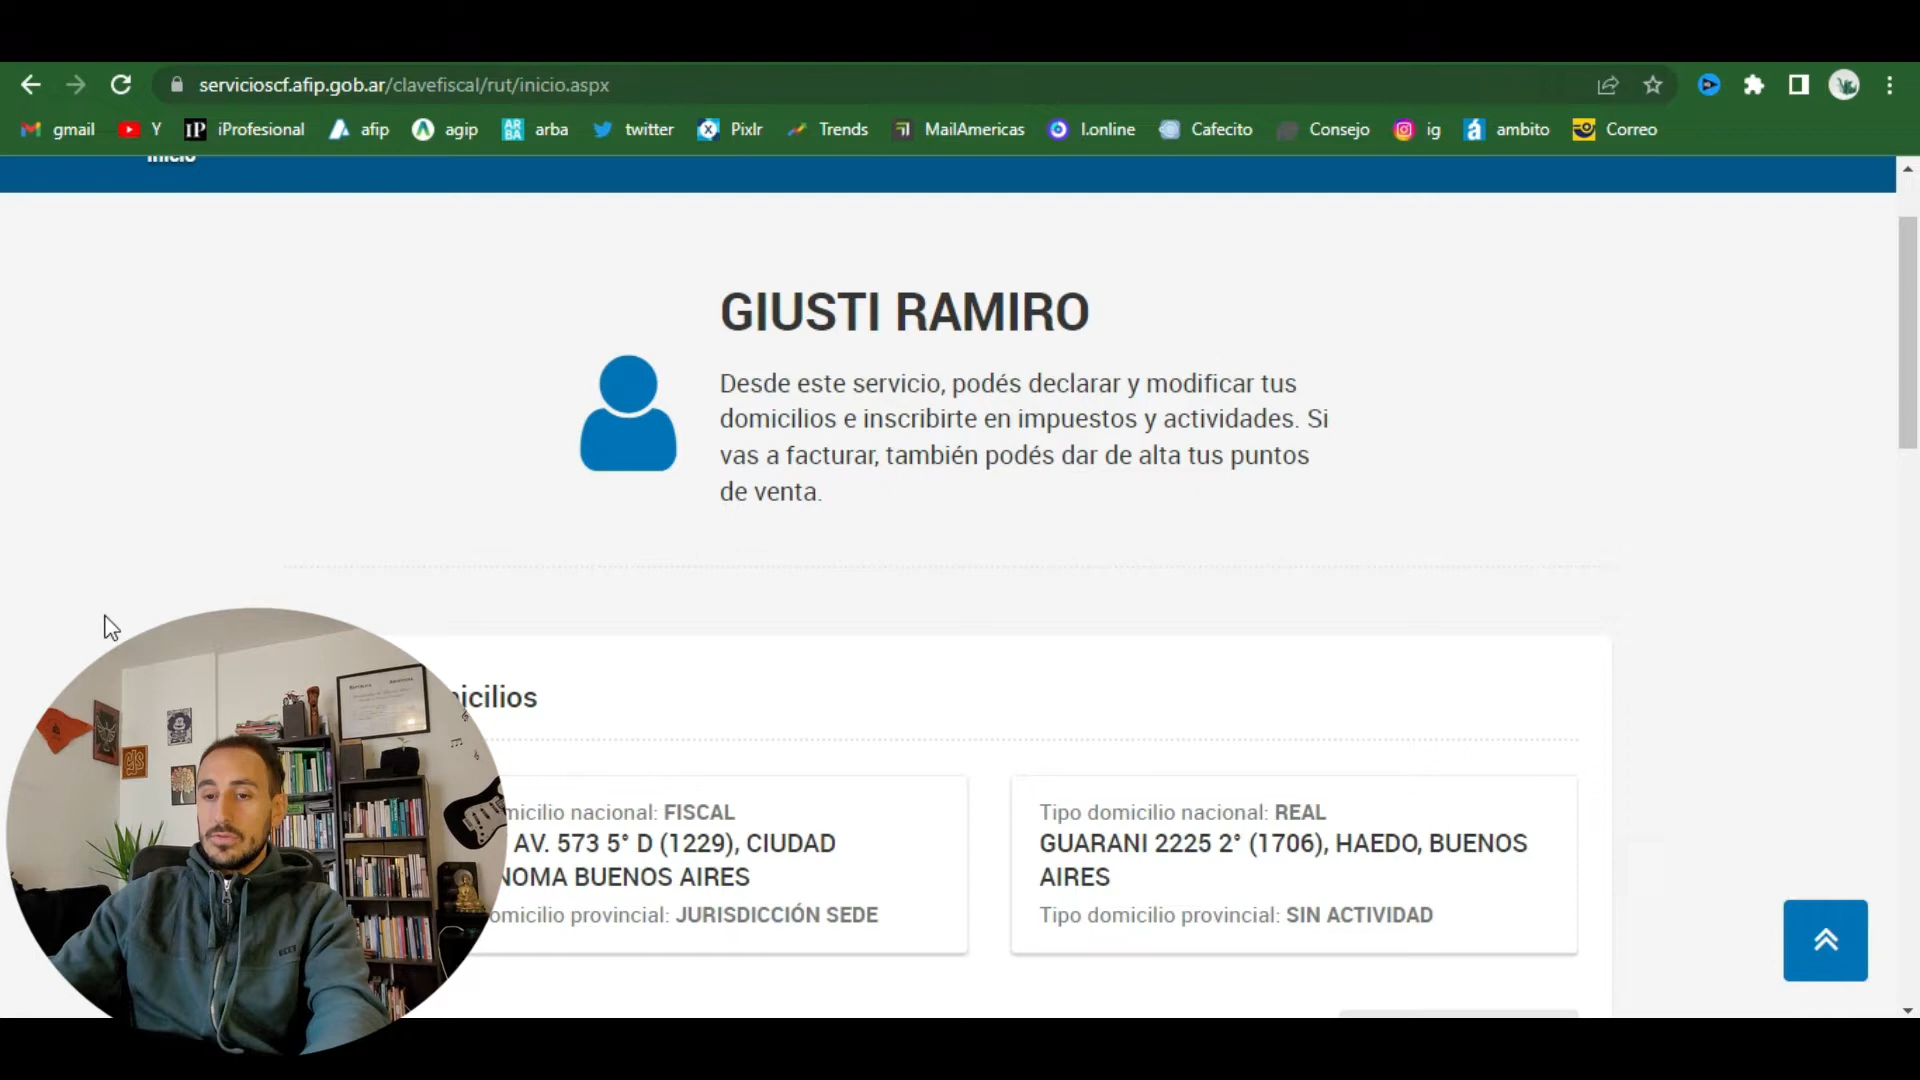 servicioscf.afip.gob.ar/clavefiscal/rut/inicio.aspx
gmail Y iProfesional afip agip arba twitter Pixlr Trends MailAmericas I.online Cafecito Consejo ig ambito Correo
Inicio
GIUSTI RAMIRO
Desde este servicio, podés declarar y modificar tus
domicilios e inscribirte en impuestos y actividades. Si
vas a facturar, también podés dar de alta tus puntos
de venta.
icilios
micilio nacional: FISCAL
AV. 573 5° D (1229), CIUDAD
NOMA BUENOS AIRES
omicilio provincial: JURISDICCIÓN SEDE
Tipo domicilio nacional: REAL
GUARANI 2225 2° (1706), HAEDO, BUENOS
AIRES
Tipo domicilio provincial: SIN ACTIVIDAD